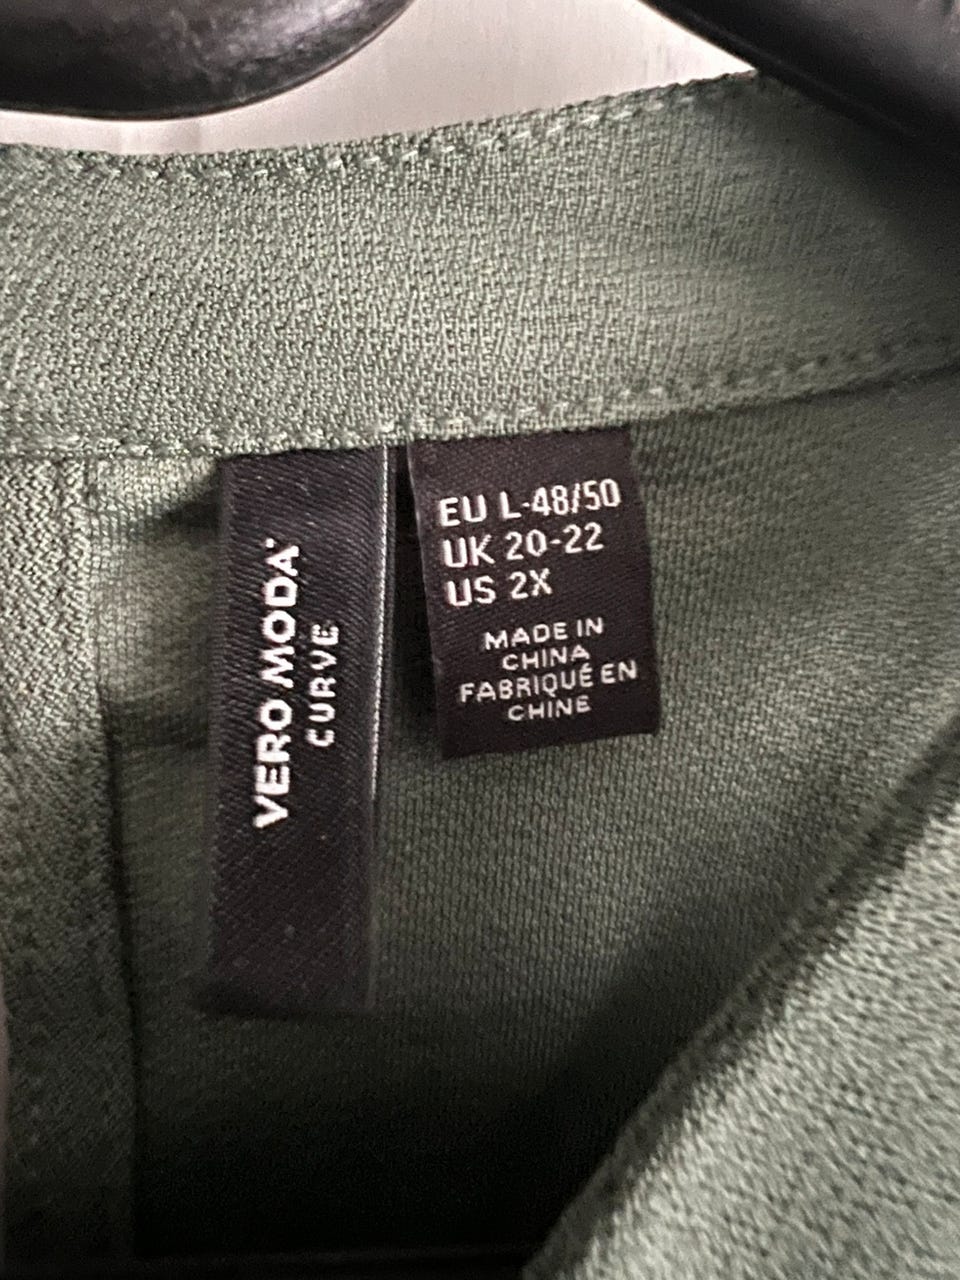 VERO MODA
CURVE
EU L-48/50
UK 20-22
US 2X
MADE IN
CHINA
FABRIQUÉ EN
CHINE